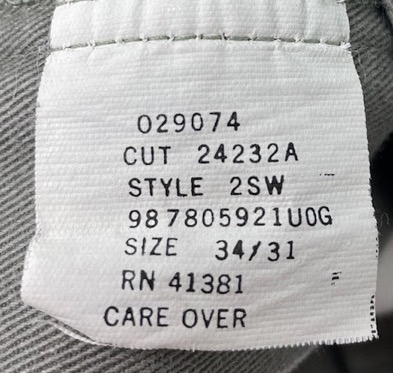 029074
CUT 24232A
STYLE 2SW
987805921U0G
SIZE 34/31
RN 41381
CARE OVER